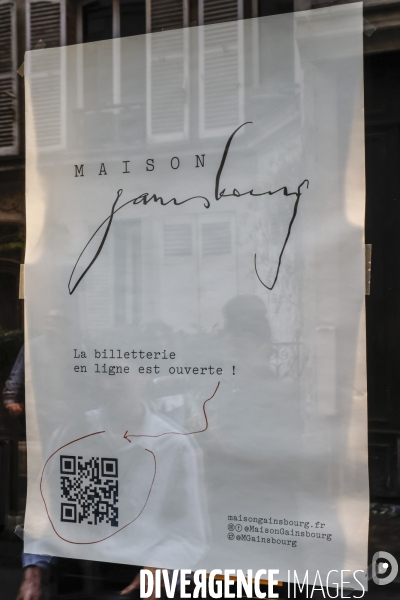 MAISON
gainsbourg
La billetterie
en ligne est ouverte !
maisongainsbourg.fr
@MaisonGainsbourg
@MGainsbourg
DIVERGENCE IMAGES